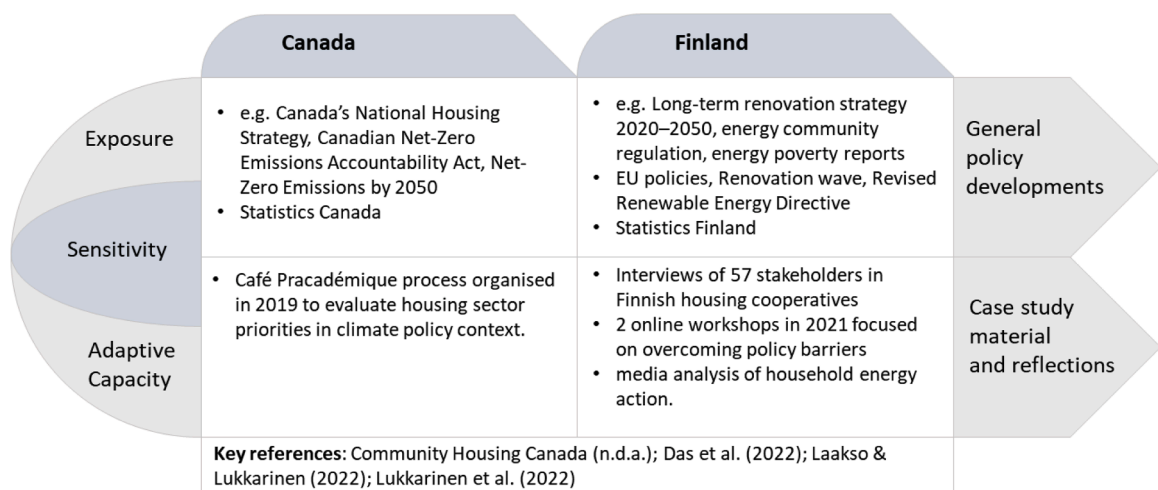 Canada
Finland
Exposure
Sensitivity
Adaptive
Capacity
• e.g. Canada's National Housing
Strategy, Canadian Net-Zero
Emissions Accountability Act, Net-
Zero Emissions by 2050
• Statistics Canada
• e.g. Long-term renovation strategy
2020–2050, energy community
regulation, energy poverty reports
• EU policies, Renovation wave, Revised
Renewable Energy Directive
• Statistics Finland
General
policy
developments
• Café Pracadémique process organised
in 2019 to evaluate housing sector
priorities in climate policy context.
• Interviews of 57 stakeholders in
Finnish housing cooperatives
• 2 online workshops in 2021 focused
on overcoming policy barriers
• media analysis of household energy
action.
Case study
material
and reflections
Key references: Community Housing Canada (n.d.a.); Das et al. (2022); Laakso &
Lukkarinen (2022); Lukkarinen et al. (2022)